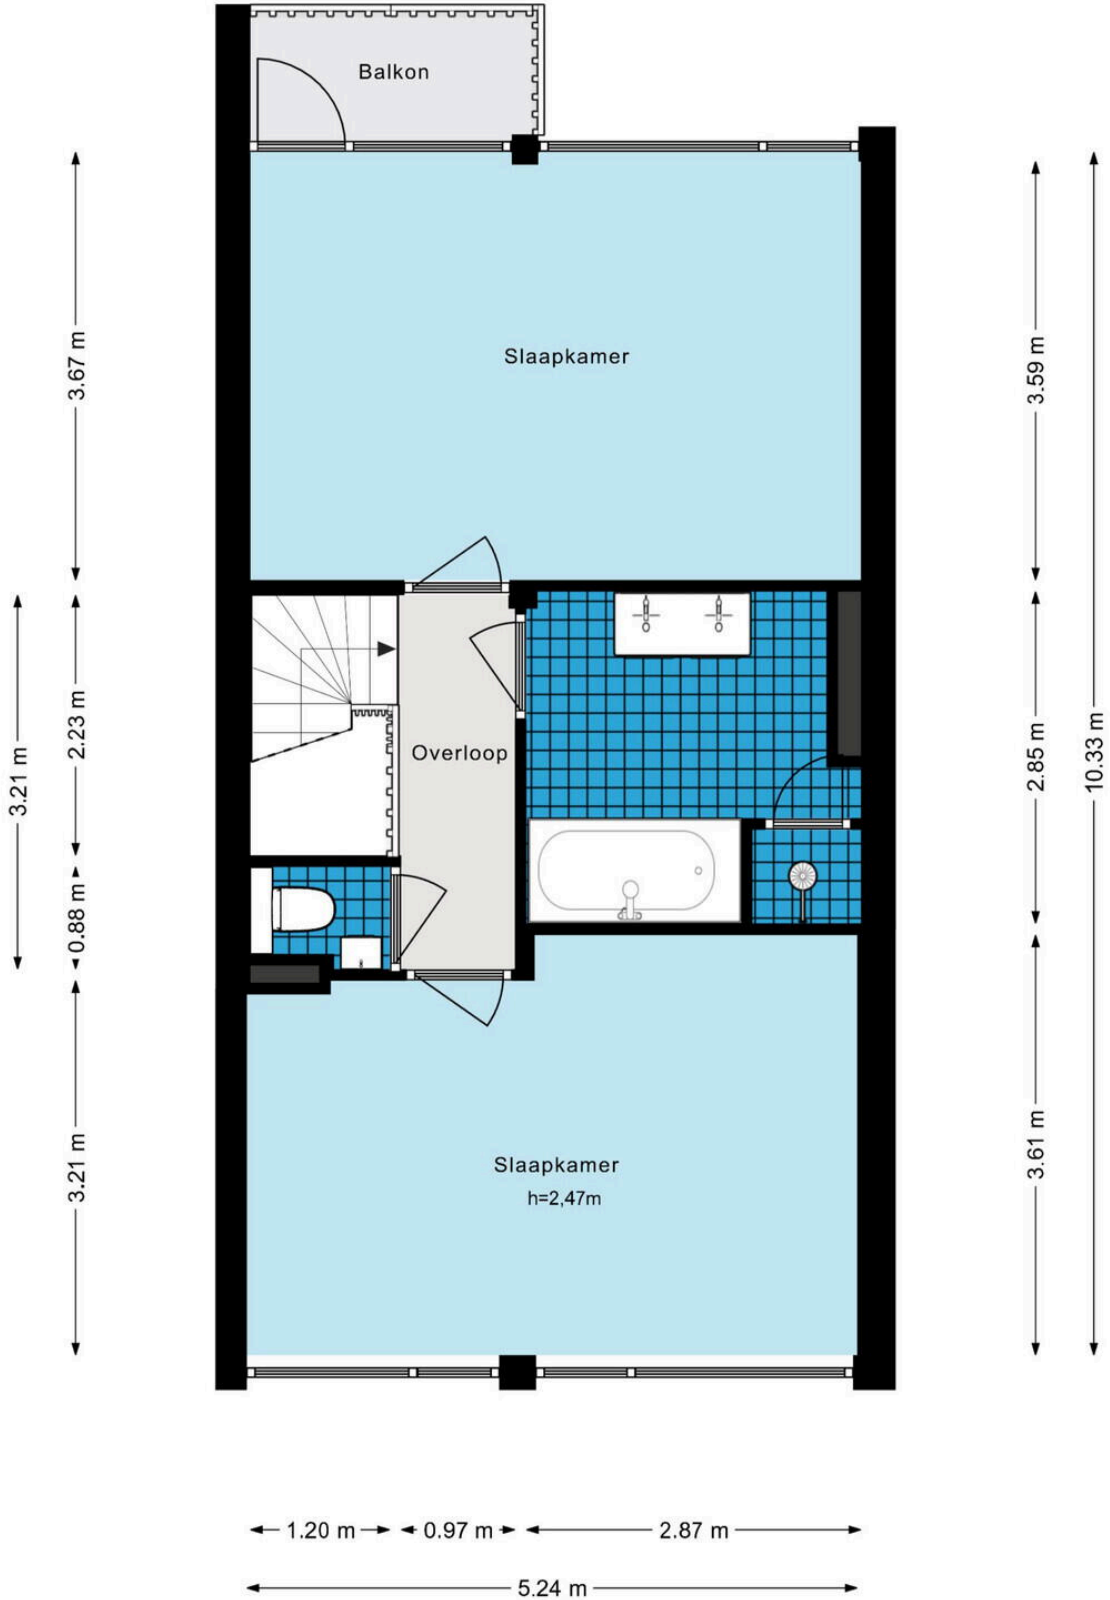 Balkon
3.67 m
3.59 m
Slaapkamer
10.33 m
3.21 m
2.23 m
Overloop
2.85 m
0.88 m
3.21 m
Slaapkamer
h=2,47m
3.61 m
1.20 m
0.97 m
2.87 m
5.24 m